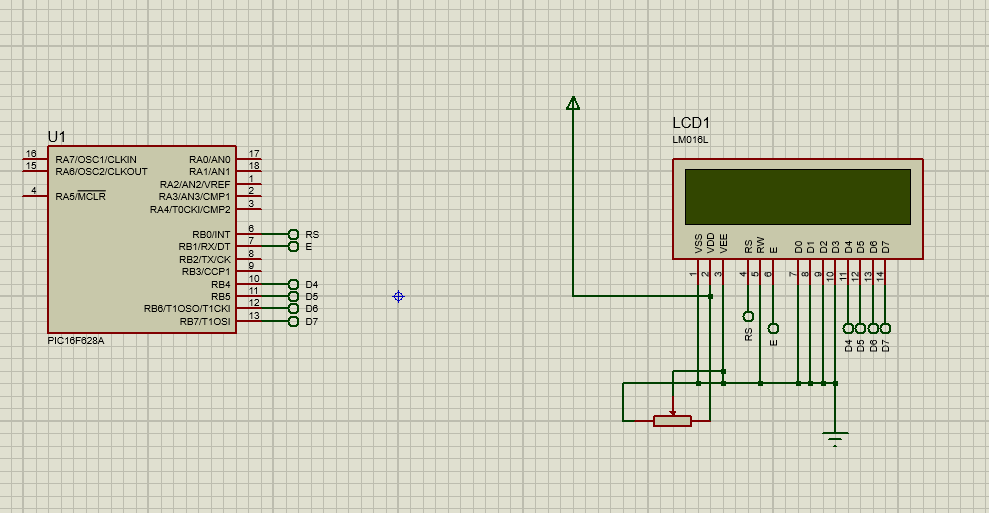 U1
16 RA7/OSC1/CLKIN RA0/AN0 17
15 RA6/OSC2/CLKOUT RA1/AN1 18
RA2/AN2/VREF 1
4 RA5/MCLR RA3/AN3/CMP1 2
RA4/T0CKI/CMP2 3
RB0/INT 6 RS
RB1/RX/DT 7 E
RB2/TX/CK 8
RB3/CCP1 9
RB4 10 D4
RB5 11 D5
RB6/T1OSO/T1CKI 12 D6
RB7/T1OSI 13 D7
PIC16F628A
LCD1
LM016L
VSS VDD VEE RS RW E D0 D1 D2 D3 D4 D5 D6 D7
1 2 3 4 5 6 7 8 9 10 11 12 13 14
RS E D4 D5 D6 D7